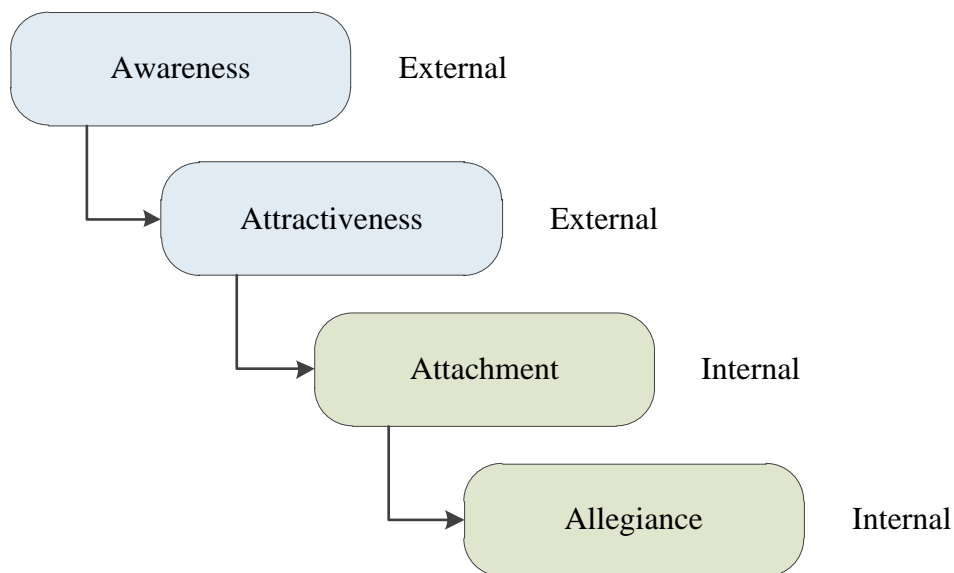 Awareness External
Attractiveness External
Attachment Internal
Allegiance Internal